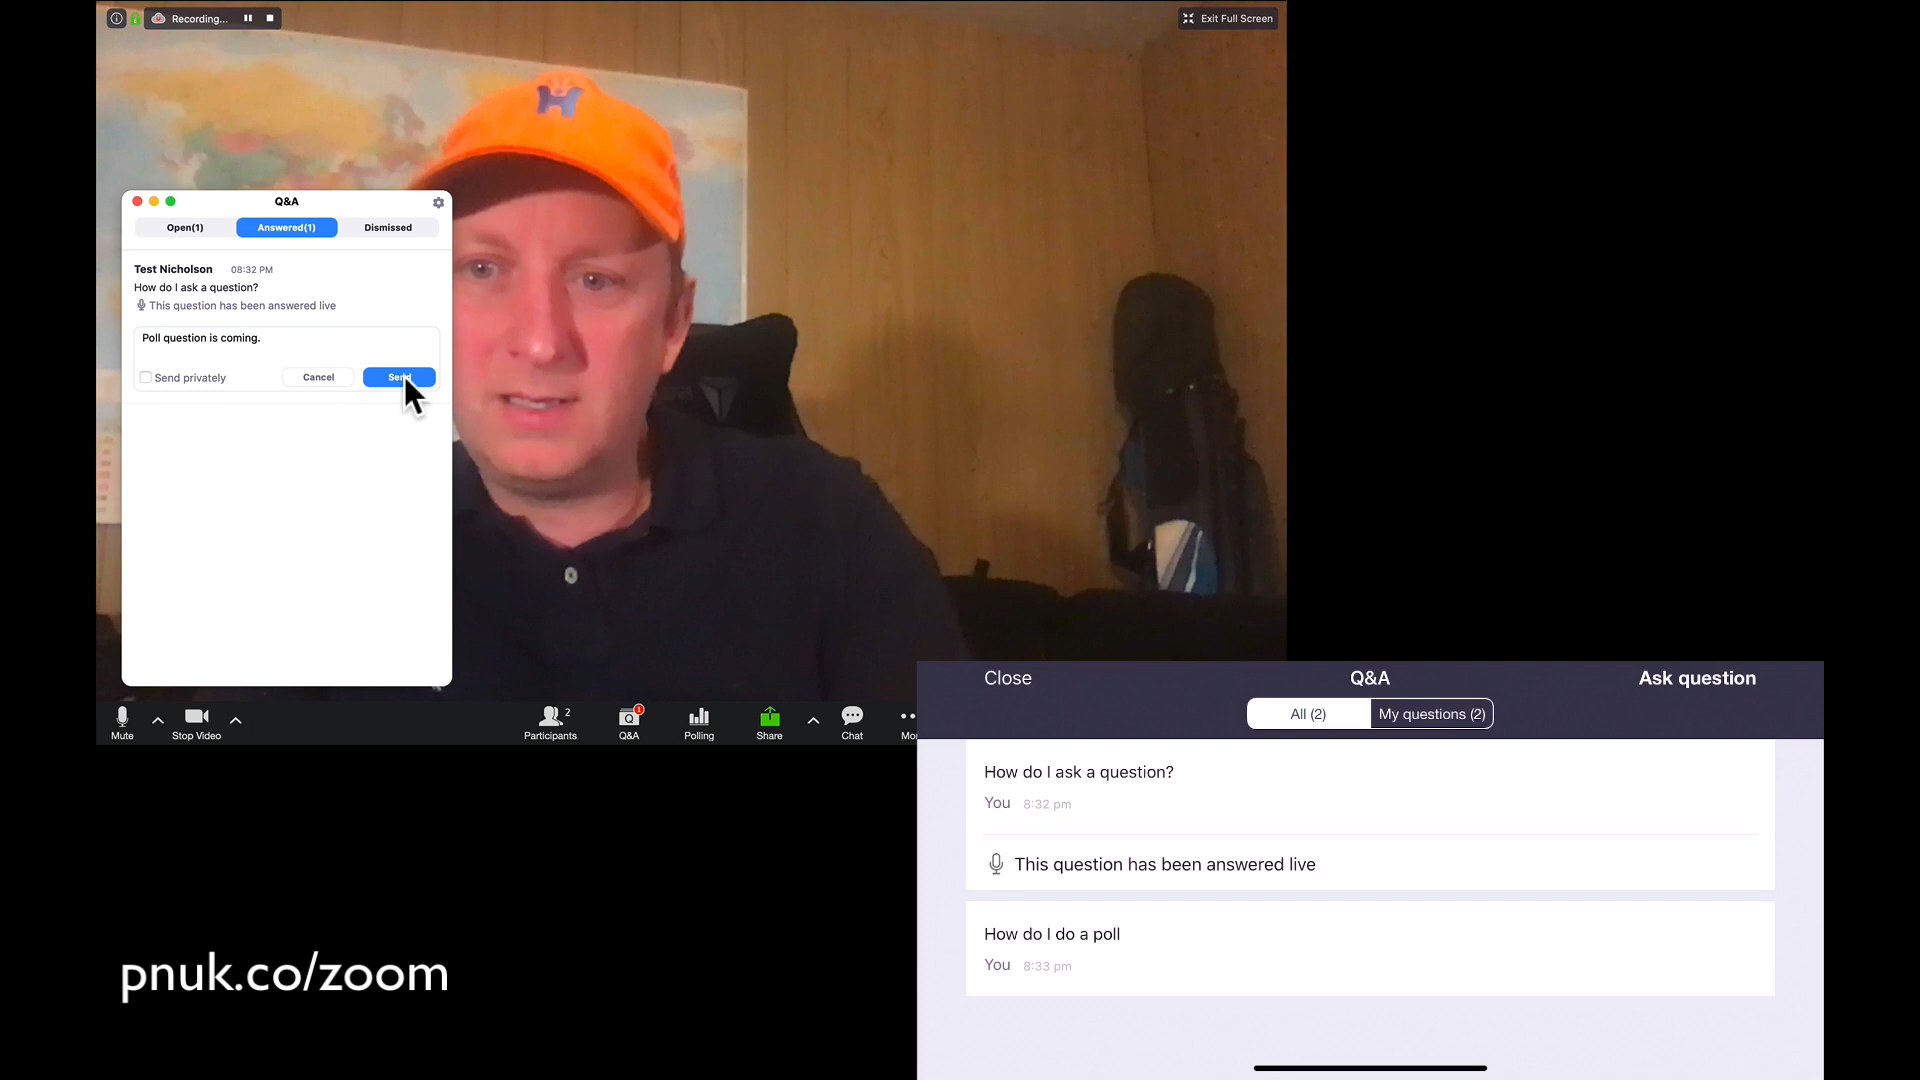 Recording...
Exit Full Screen
H
Q&A
Open(1) Answered(1) Dismissed
Test Nicholson 08:32 PM
How do I ask a question?
This question has been answered live
Poll question is coming.
Send privately Cancel Send
Mute Stop Video Participants 2 Q&A 1 Polling Share Chat
Close Q&A Ask question
All (2) My questions (2)
How do I ask a question?
You 8:32 pm
This question has been answered live
How do I do a poll
You 8:33 pm
pnuk.co/zoom